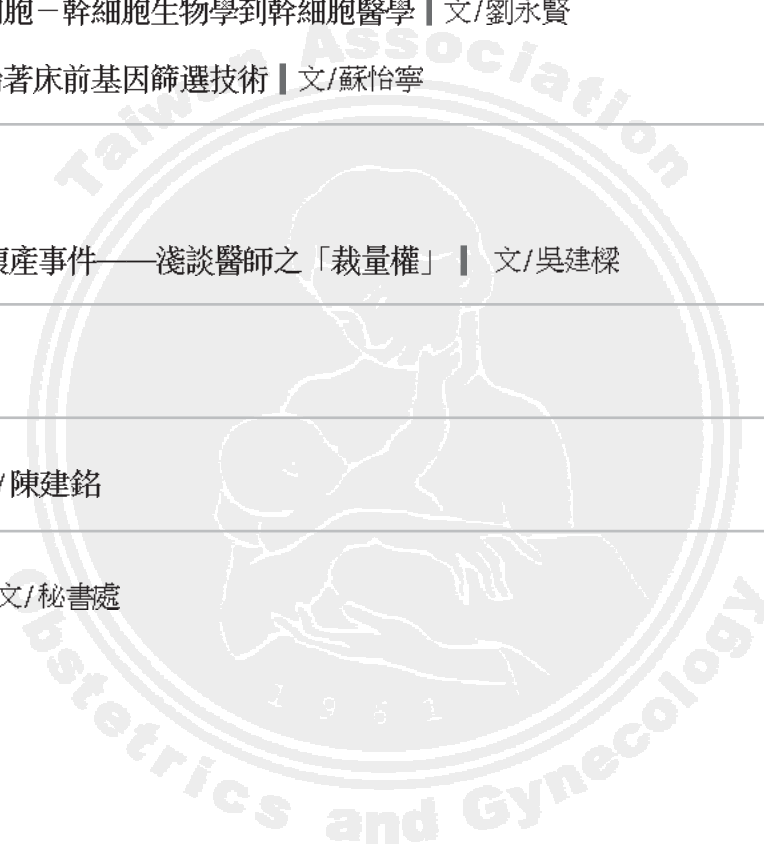 胞－幹細胞生物學到幹細胞醫學 ▌文/劉永賢
著床前基因篩選技術 ▌文/蘇怡寧
產事件——淺談醫師之「裁量權」 ▌ 文/吳建樑
/陳建銘
文/秘書處
Taiwan Association
Obstetrics and Gynecology
1961